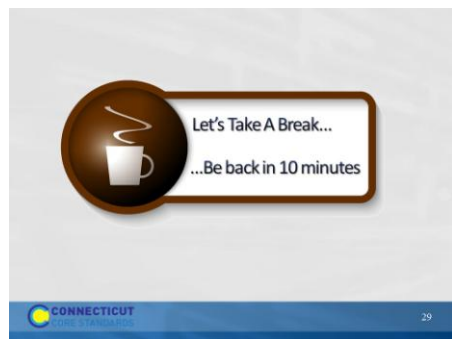 Let's Take A Break...
...Be back in 10 minutes
CONNECTICUT
CORE STANDARDS
29